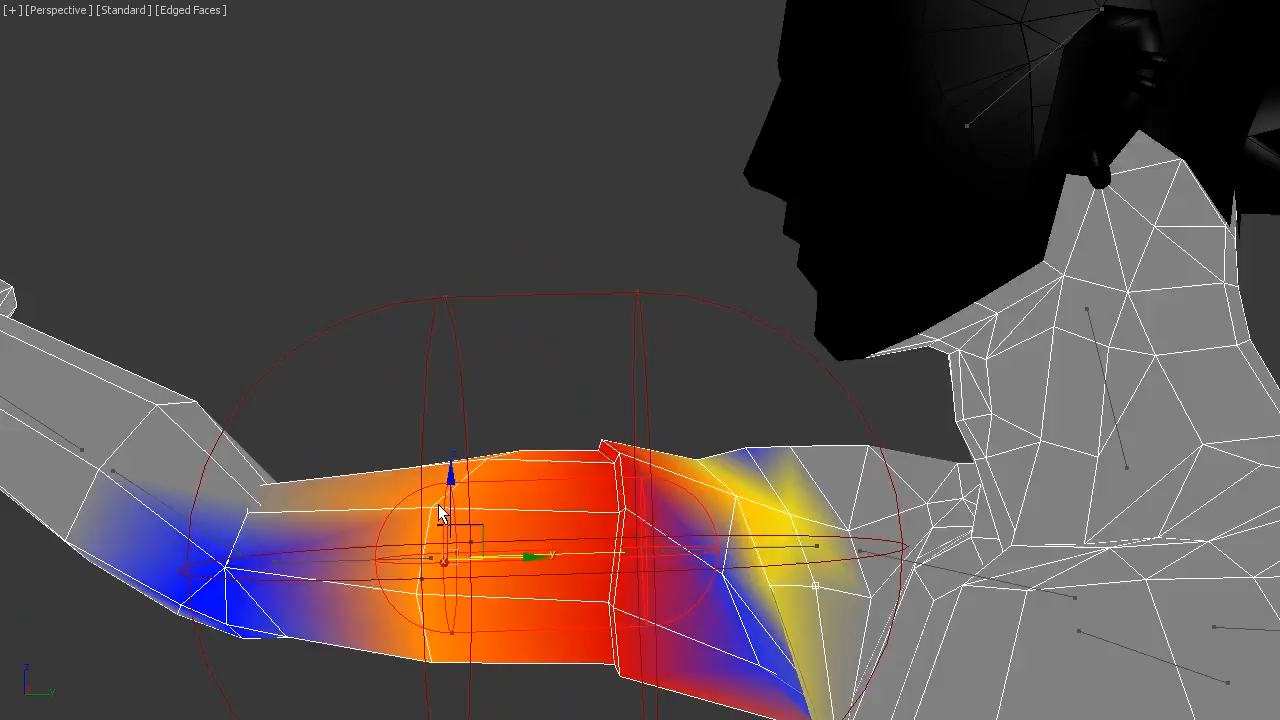 [+] [Perspective ] [Standard ] [Edged Faces ]
z
y
x
z
y